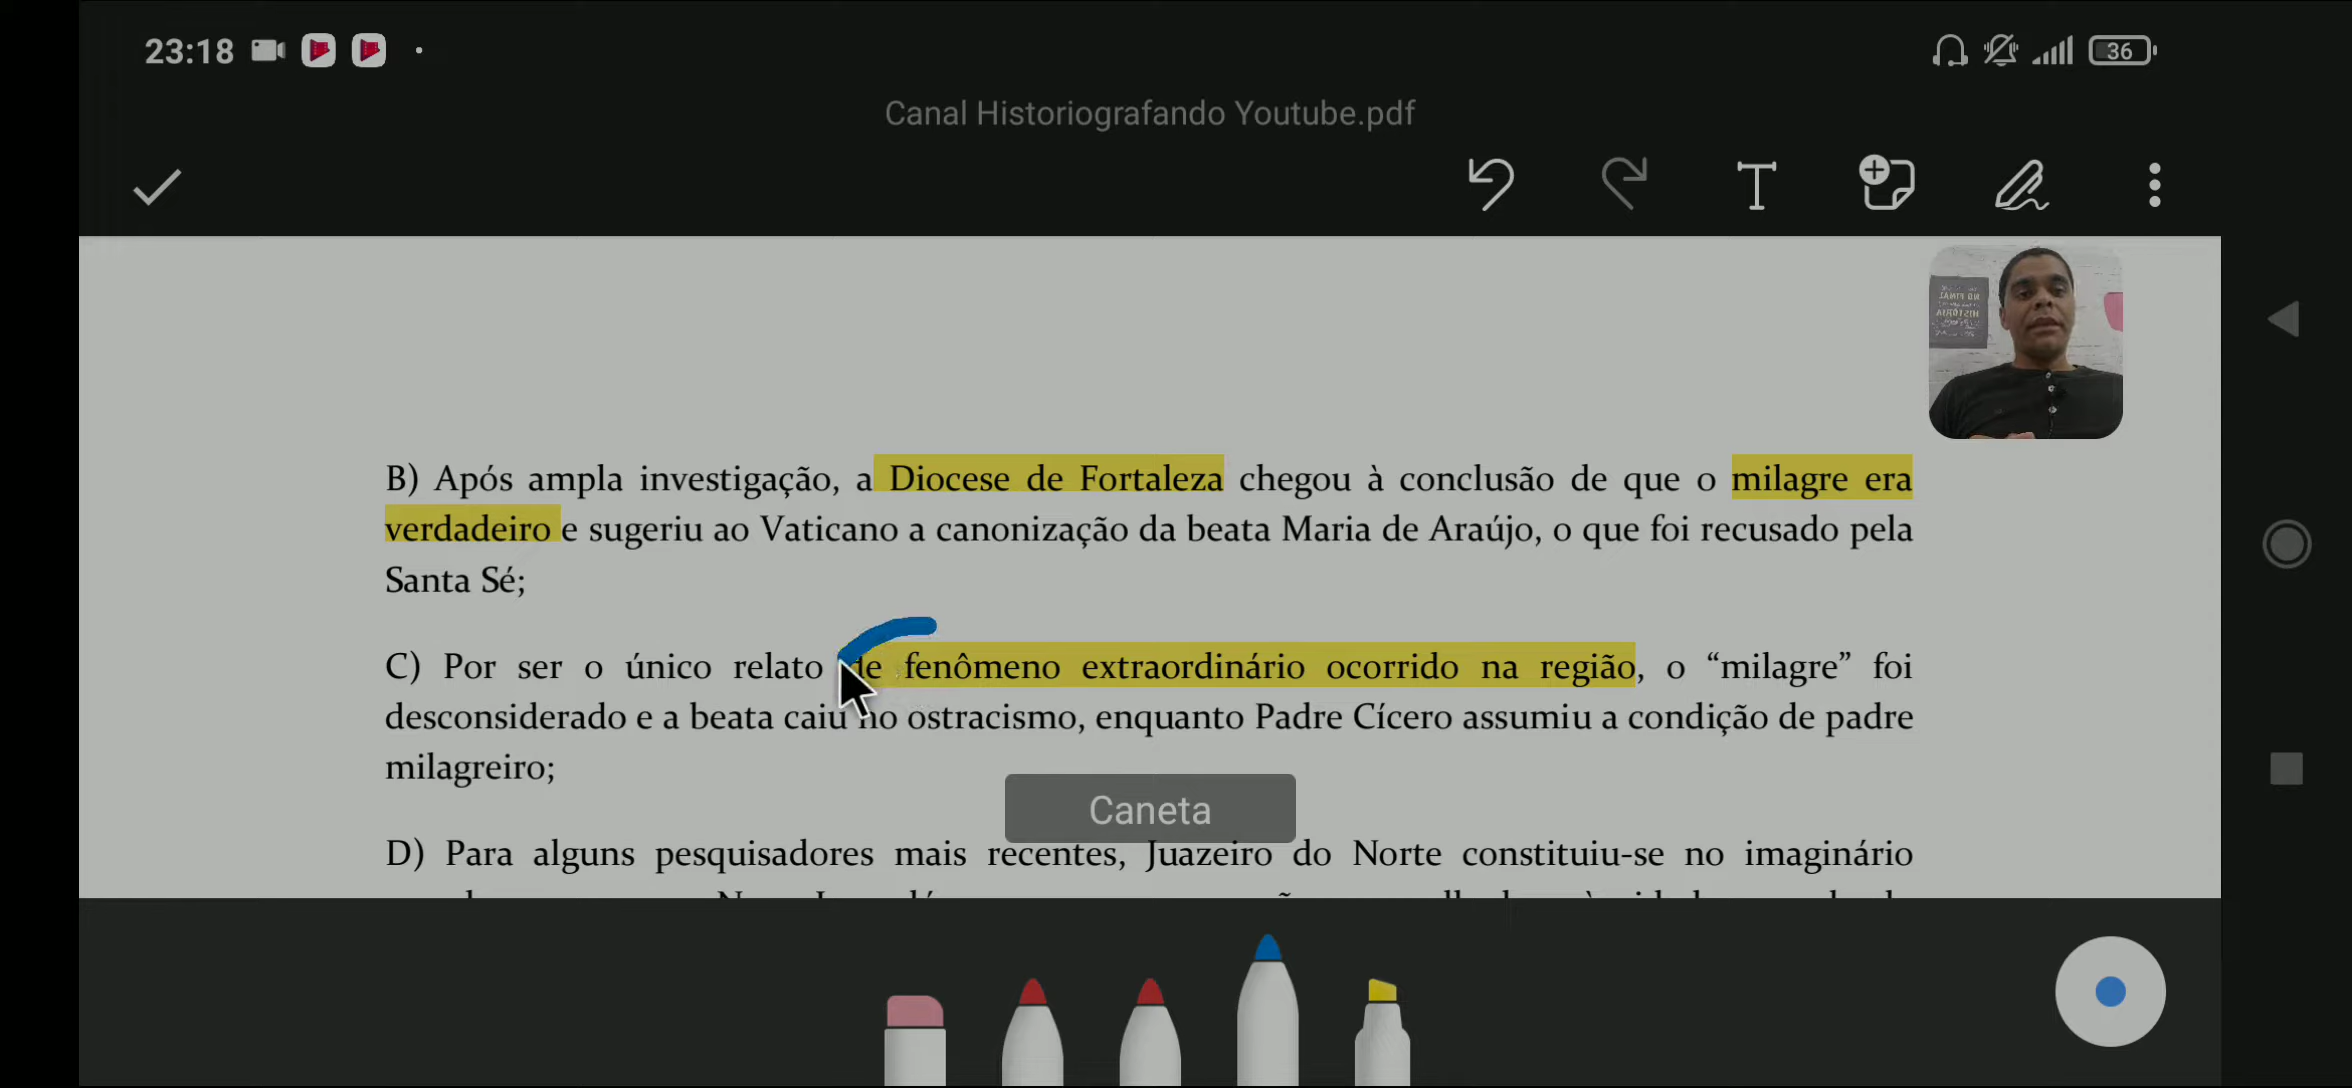 23:18
36
Canal Historiografando Youtube.pdf
T
B) Após ampla investigação, a Diocese de Fortaleza chegou à conclusão de que o milagre era
verdadeiro e sugeriu ao Vaticano a canonização da beata Maria de Araújo, o que foi recusado pela
Santa Sé;
C) Por ser o único relato de fenômeno extraordinário ocorrido na região, o “milagre” foi
desconsiderado e a beata caiu no ostracismo, enquanto Padre Cícero assumiu a condição de padre
milagreiro;
Caneta
D) Para alguns pesquisadores mais recentes, Juazeiro do Norte constituiu-se no imaginário